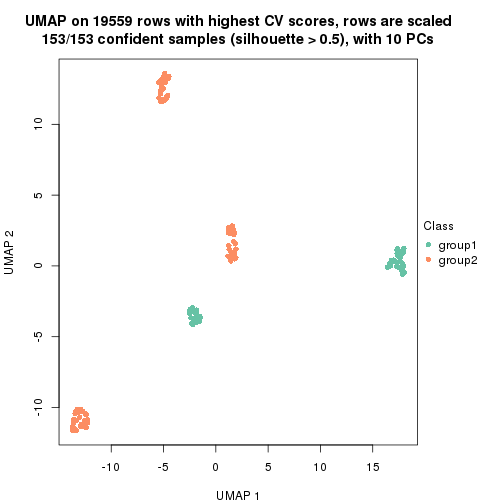 UMAP on 19559 rows with highest CV scores, rows are scaled
153/153 confident samples (silhouette > 0.5), with 10 PCs
10
5
0
-5
-10
UMAP 2
Class
group1
group2
-10
-5
0
5
10
15
UMAP 1